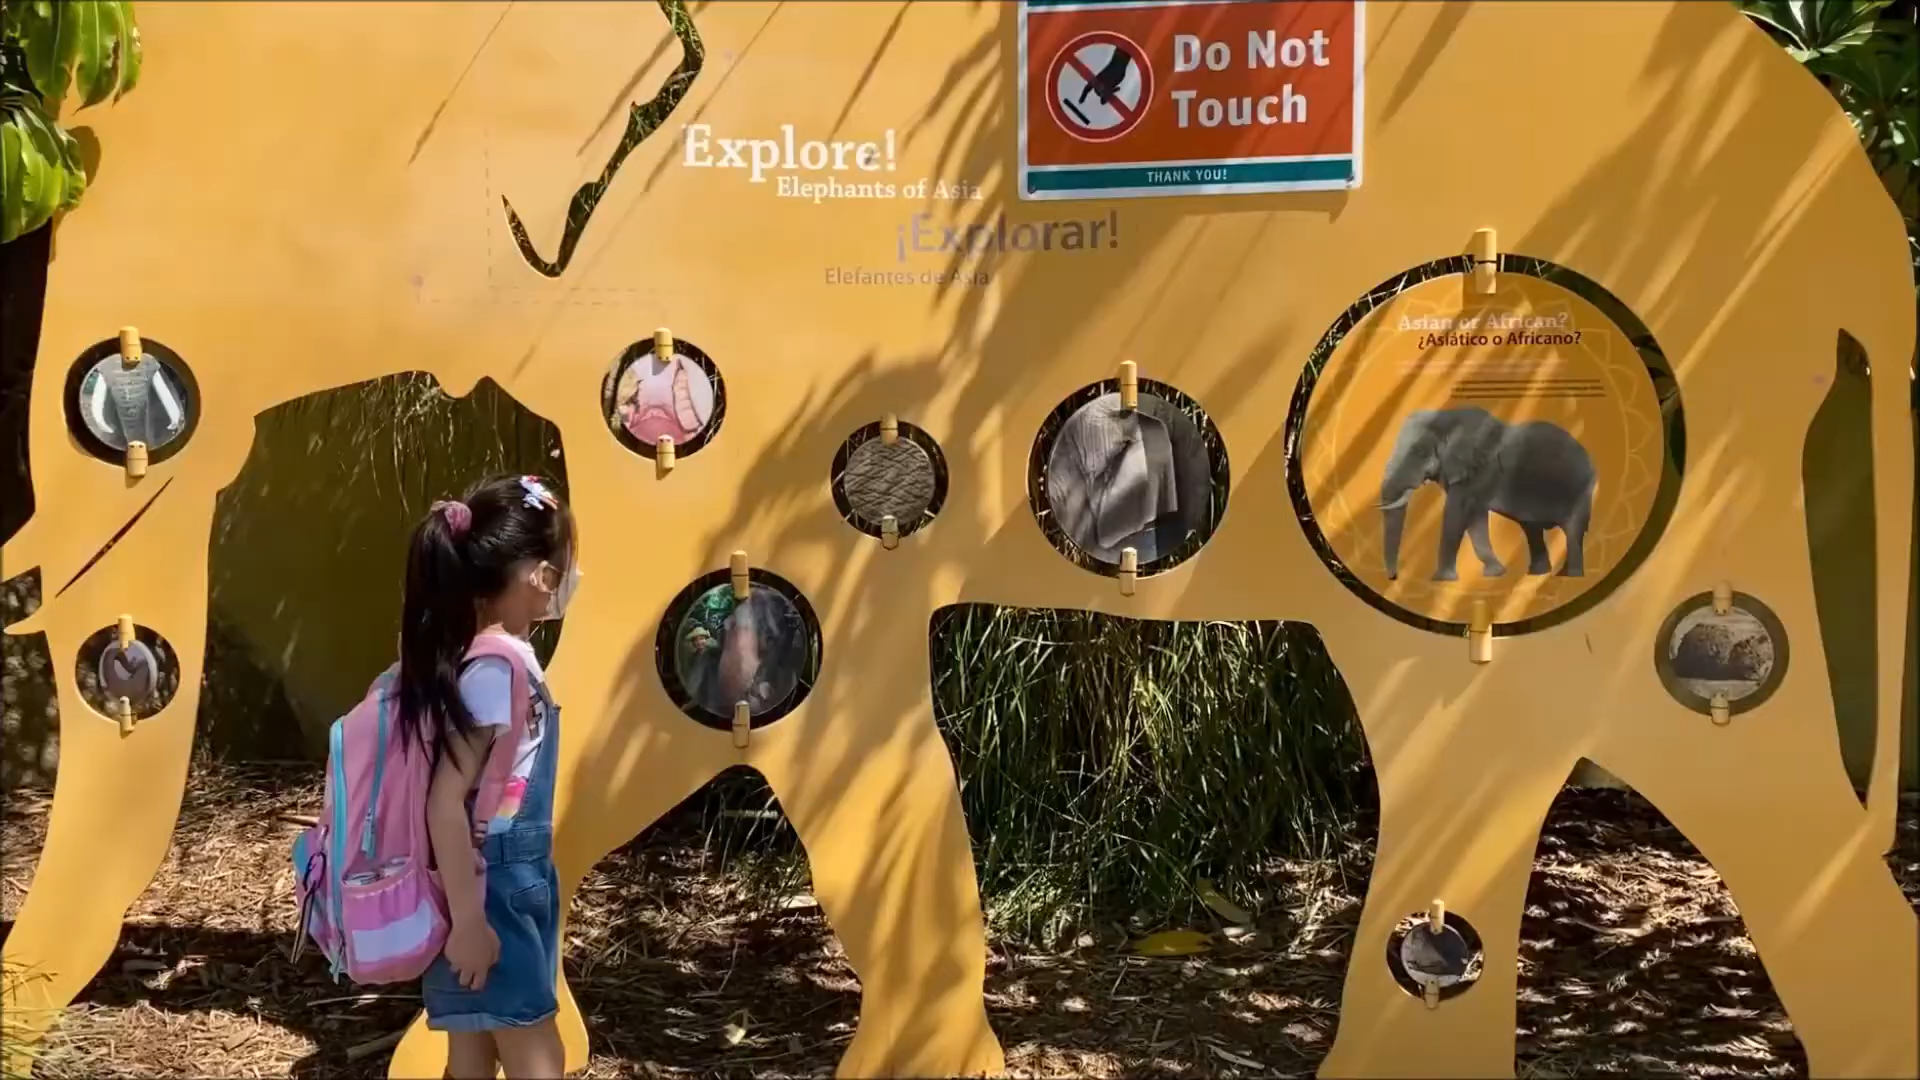 Do Not
Touch
THANK YOU!
Explore!
Elephants of Asia
¡Explorar!
Elefantes de Asia
Asian or African?
¿Asiático o Africano?